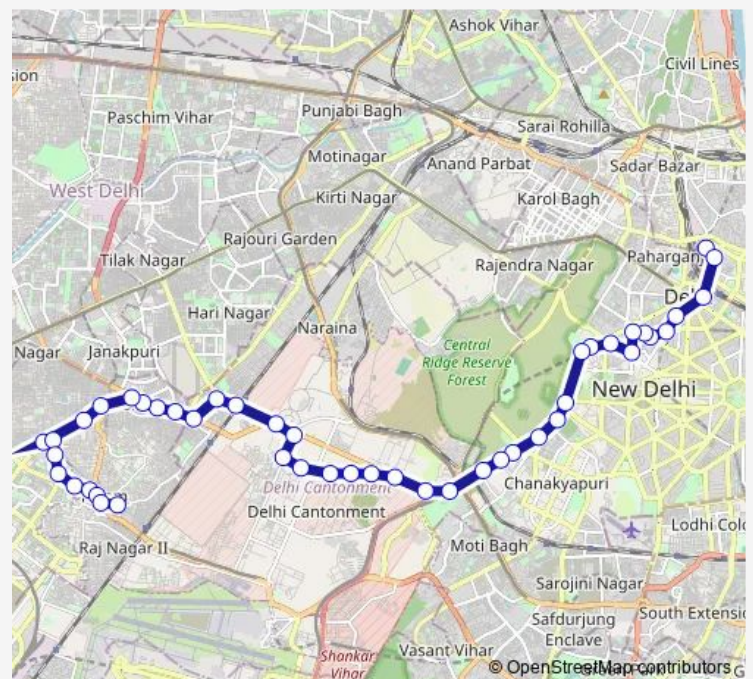 Ashok Vihar
sion
Civil Lines
Paschim Vihar
Punjabi Bagh
Sarai Rohilla
Motinagar
Anand Parbat
Sadar Bazar
West Delhi
Kirti Nagar
Karol Bagh
Rajouri Garden
Tilak Nagar
Rajendra Nagar
Paharganj
Hari Nagar
Naraina
Central
Ridge Reserve
Forest
Nagar
Janakpuri
New Delhi
Delhi Cantonment
Chanakyapuri
Delhi Cantonment
Lodhi Colo
Raj Nagar II
Moti Bagh
Sarojini Nagar
South Extensio
Safdurjung
Enclave
Vasant Vihar
Shankar
Vihar
© OpenStreetMap contributors
G